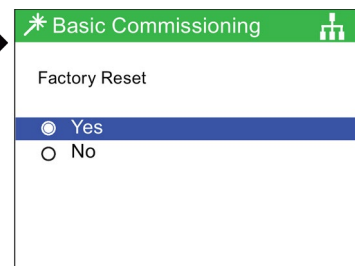 Basic Commissioning
Factory Reset
Yes
No